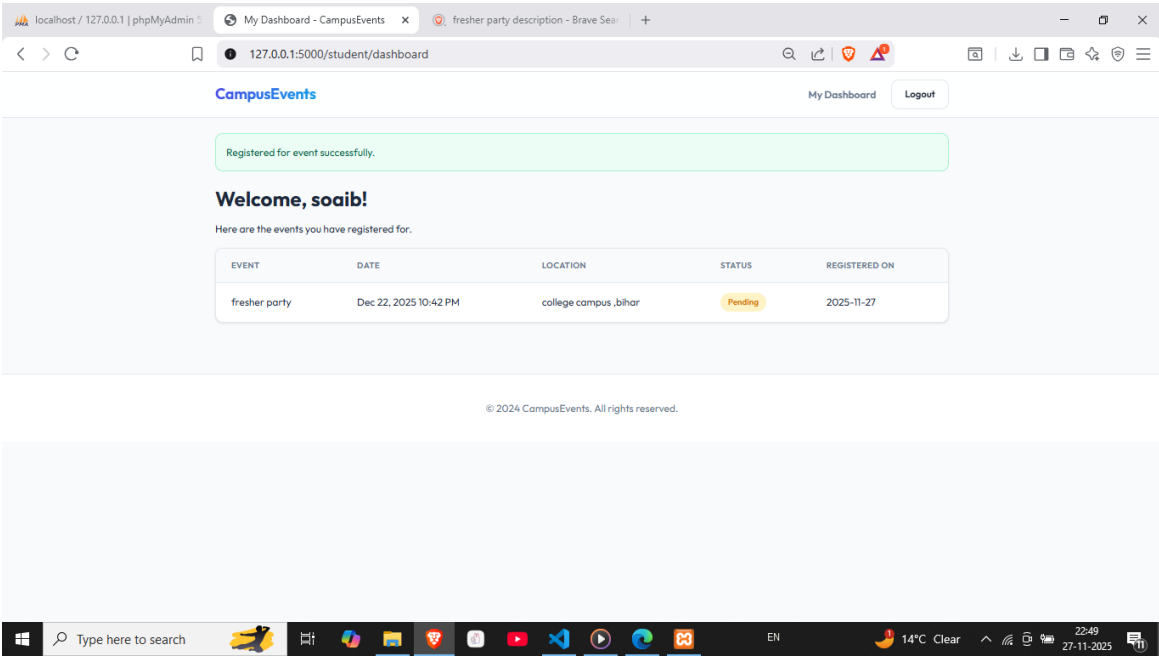 localhost / 127.0.0.1 | phpMyAdmin 5
My Dashboard - CampusEvents
fresher party description - Brave Sear
127.0.0.1:5000/student/dashboard
1
CampusEvents
My Dashboard
Logout
Registered for event successfully.
Welcome, soaib!
Here are the events you have registered for.
EVENT DATE LOCATION STATUS REGISTERED ON
fresher party Dec 22, 2025 10:42 PM college campus ,bihar Pending 2025-11-27
© 2024 CampusEvents. All rights reserved.
Type here to search
EN
1
14°C Clear
22:49
27-11-2025
11